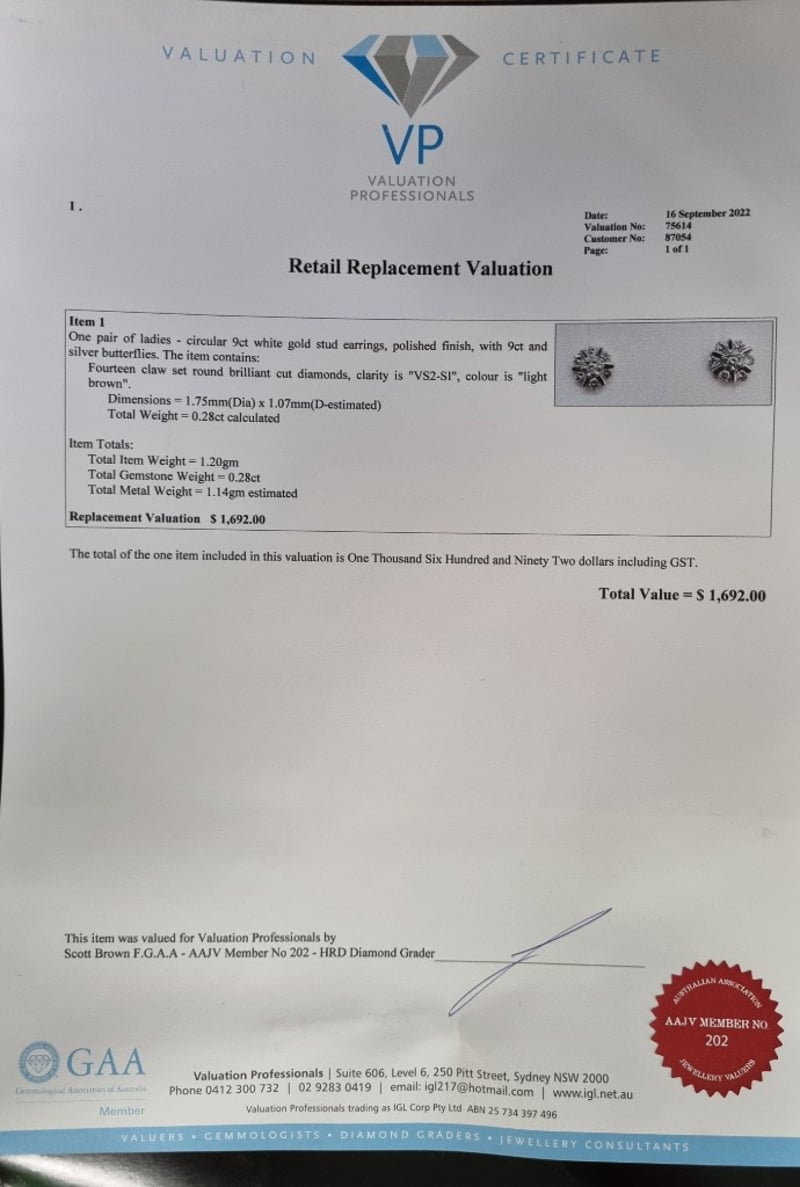 VALUATION CERTIFICATE
VP
VALUATION
PROFESSIONALS
1.
Date: 16 September 2022
Valuation No: 75614
Customer No: 87054
Page: 1 of 1
Retail Replacement Valuation
Item 1
One pair of ladies - circular 9ct white gold stud earrings, polished finish, with 9ct and
silver butterflies. The item contains:
Fourteen claw set round brilliant cut diamonds, clarity is "VS2-SI", colour is "light
brown".
Dimensions = 1.75mm(Dia) x 1.07mm(D-estimated)
Total Weight = 0.28ct calculated
Item Totals:
Total Item Weight = 1.20gm
Total Gemstone Weight = 0.28ct
Total Metal Weight = 1.14gm estimated
Replacement Valuation $ 1,692.00
The total of the one item included in this valuation is One Thousand Six Hundred and Ninety Two dollars including GST.
Total Value = $ 1,692.00
This item was valued for Valuation Professionals by
Scott Brown F.G.A.A - AAJV Member No 202 - HRD Diamond Grader
AUSTRALIAN ASSOCIATION
AAJV MEMBER NO.
202
JEWELLERY VALUERS
GAA
Gemmological Association of Australia
Member
Valuation Professionals | Suite 606, Level 6, 250 Pitt Street, Sydney NSW 2000
Phone 0412 300 732 | 02 9283 0419 | email: igl217@hotmail.com | www.igl.net.au
Valuation Professionals trading as IGL Corp Pty Ltd ABN 25 734 397 496
VALUERS • GEMMOLOGISTS • DIAMOND GRADERS • JEWELLERY CONSULTANTS